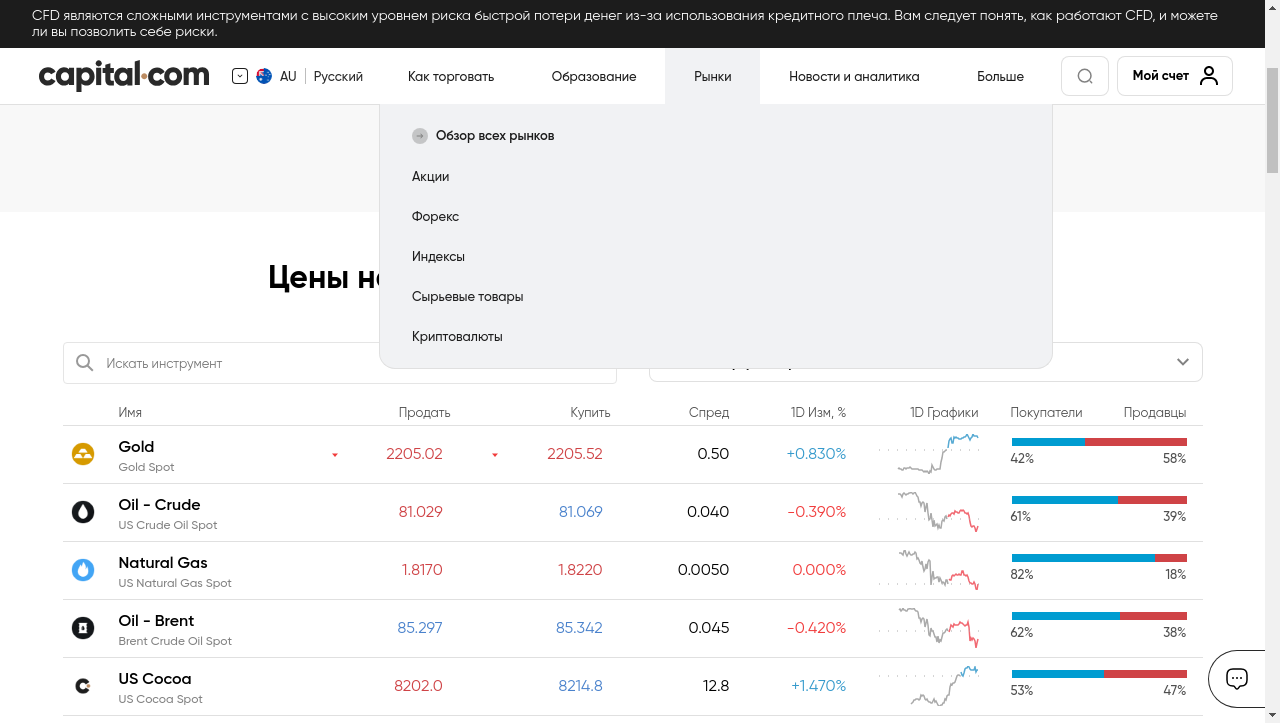 CFD являются сложными инструментами с высоким уровнем риска быстрой потери денег из-за использования кредитного плеча. Вам следует понять, как работают CFD, и можете
ли вы позволить себе риски.
capital.com AU Русский Как торговать Образование Рынки Новости и аналитика Больше Мой счет
Обзор всех рынков
Акции
Форекс
Индексы
Сырьевые товары
Криптовалюты
Цены
Искать инструмент
Имя Продать Купить Спред 1D Изм, % 1D Графики Покупатели Продавцы
Gold 2205.02 2205.52 0.50 +0.830%
Gold Spot 42% 58%
Oil - Crude 81.029 81.069 0.040 -0.390%
US Crude Oil Spot 61% 39%
Natural Gas 1.8170 1.8220 0.0050 0.000%
US Natural Gas Spot 82% 18%
Oil - Brent 85.297 85.342 0.045 -0.420%
Brent Crude Oil Spot 62% 38%
US Cocoa 8202.0 8214.8 12.8 +1.470%
US Cocoa Spot 53% 47%